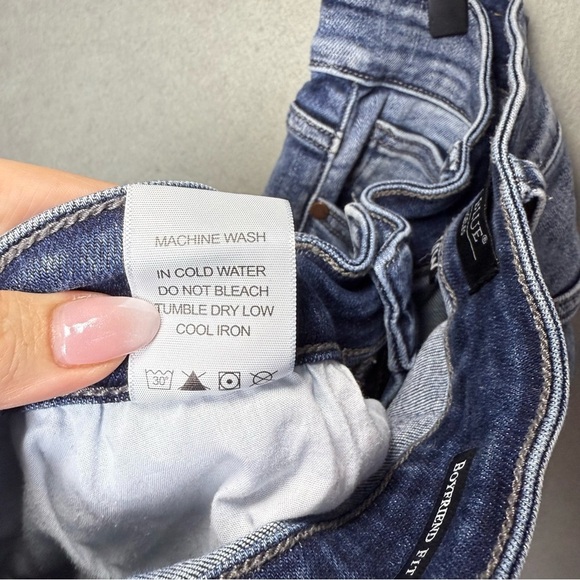 MACHINE WASH
IN COLD WATER
DO NOT BLEACH
TUMBLE DRY LOW
COOL IRON
30°
BOYFRIEND FIT